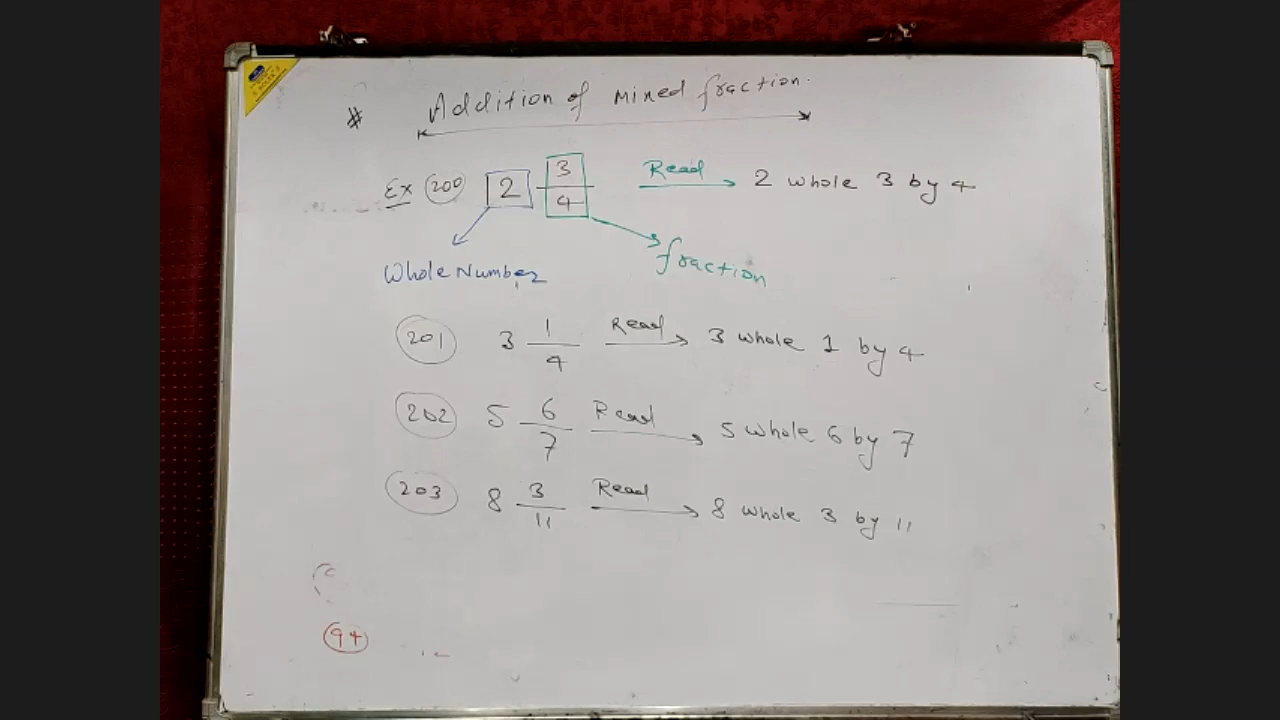 # Addition of mixed fraction.
Ex 200 2 3/4 Read → 2 whole 3 by 4
Whole Number fraction
201 3 1/4 Read → 3 whole 1 by 4
202 5 6/7 Read → 5 whole 6 by 7
203 8 3/11 Read → 8 whole 3 by 11
94